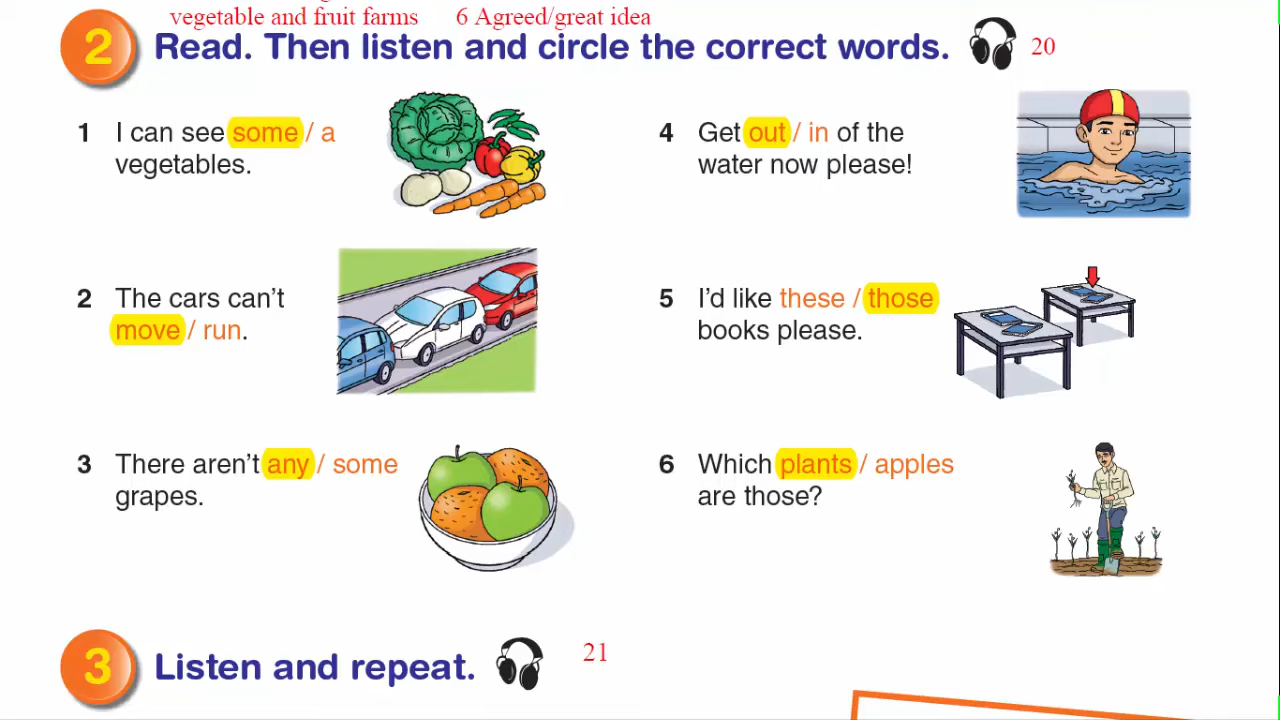 vegetable and fruit farms 6 Agreed/great idea
2 Read. Then listen and circle the correct words. 20
1 I can see some / a
vegetables.
2 The cars can't
move / run.
3 There aren't any / some
grapes.
4 Get out / in of the
water now please!
5 I'd like these / those
books please.
6 Which plants / apples
are those?
3 Listen and repeat. 21